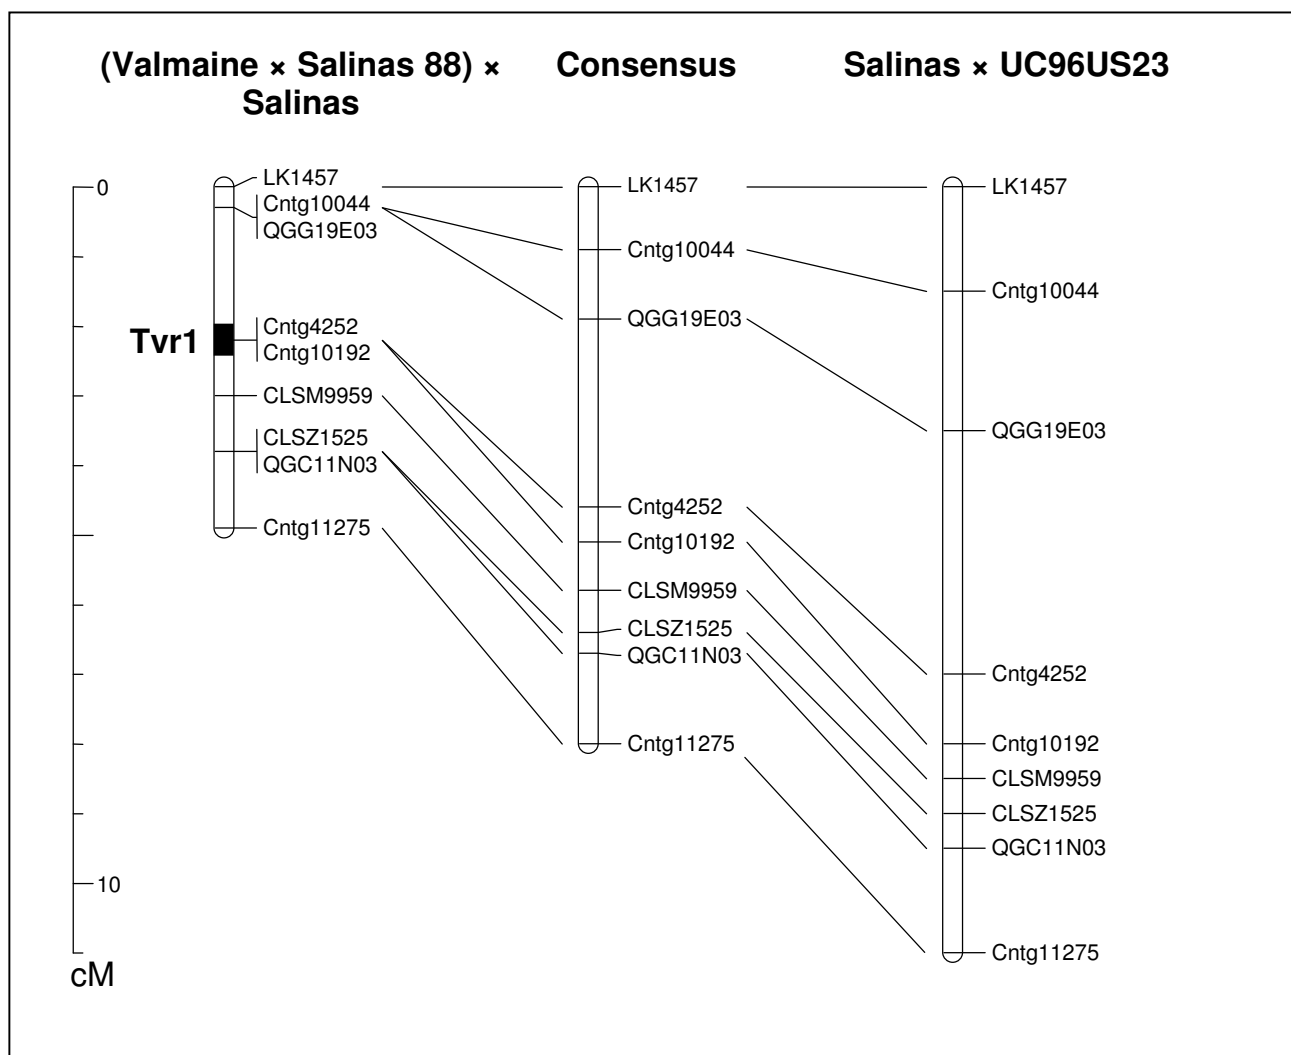 (Valmaine × Salinas 88) ×
Salinas
Consensus
Salinas × UC96US23
0
10
cM
Tvr1
LK1457
Cntg10044
QGG19E03
Cntg4252
Cntg10192
CLSM9959
CLSZ1525
QGC11N03
Cntg11275
LK1457
Cntg10044
QGG19E03
Cntg4252
Cntg10192
CLSM9959
CLSZ1525
QGC11N03
Cntg11275
LK1457
Cntg10044
QGG19E03
Cntg4252
Cntg10192
CLSM9959
CLSZ1525
QGC11N03
Cntg11275